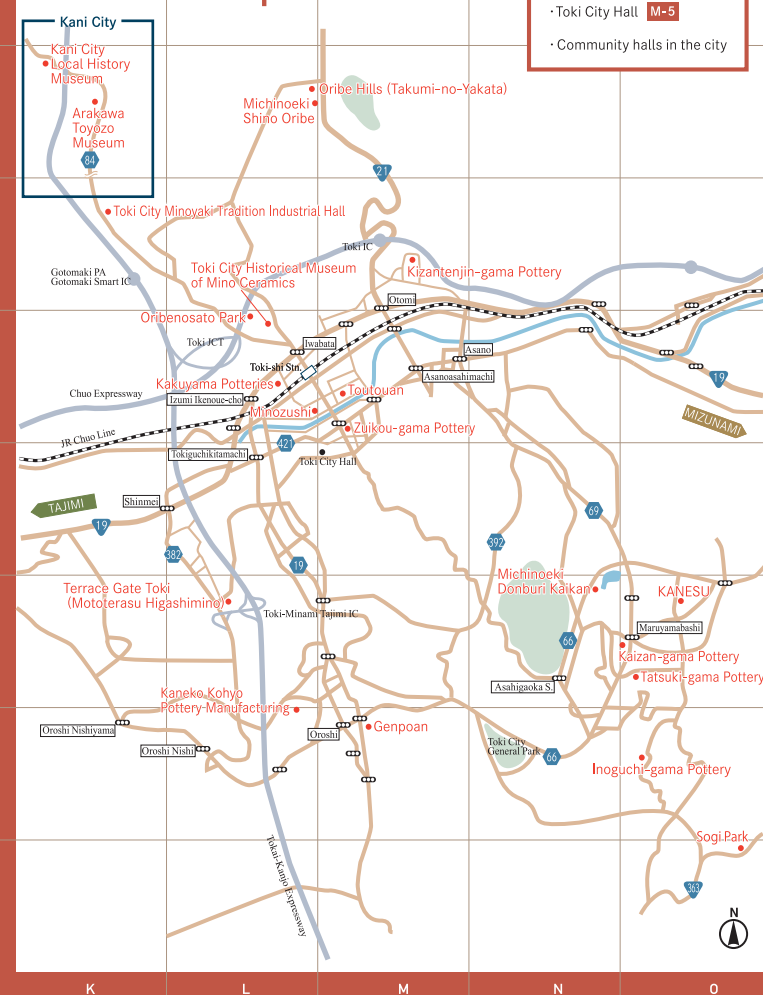 ・Toki City Hall M-5
・Community halls in the city
Kani City
Kani City
Local History
Museum
Arakawa
Toyozo
Museum
84
Oribe Hills (Takumi-no-Yakata)
Michinoeki
Shino Oribe
21
Toki City Minoyaki Tradition Industrial Hall
Toki IC
Gotomaki PA
Gotomaki Smart IC
Toki City Historical Museum
of Mino Ceramics
Kizantenjin-gama Pottery
Otomi
Oribenosato Park
Toki JCT
Iwabata
Asano
Toki-shi Stn.
Asanoasahimachi
19
Kakuyama Potteries
Toutouan
Chuo Expressway
Izumi Ikenoue-cho
Minozushi
MIZUNAMI
Zuikou-gama Pottery
JR Chuo Line
421
Tokiguchikitamachi
Toki City Hall
TAJIMI
Shinmei
19
69
382
392
19
Michinoeki
Donburi Kaikan
Terrace Gate Toki
(Mototerasu Higashimino)
KANESU
Toki-Minami Tajimi IC
Maruyamabashi
66
Kaizan-gama Pottery
Tatsuki-gama Pottery
Asahigaoka S.
Kaneko Kohyo
Pottery Manufacturing
Oroshi Nishiyama
Oroshi
Genpoan
Oroshi Nishi
Toki City
General Park
66
Inoguchi-gama Pottery
Sogi Park
Tokai-Kanjo Expressway
363
N
K
L
M
N
O